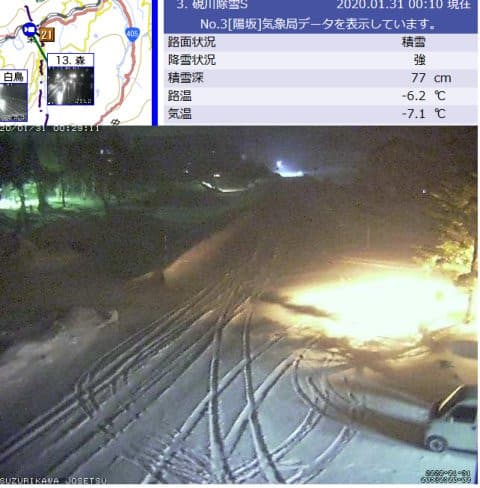 3. 硯川除雪S 2020.01.31 00:10 現在
No.3[陽坂]気象局データを表示しています。
路面状況 積雪
降雪状況 強
積雪深 77 cm
路温 -6.2 ℃
気温 -7.1 ℃
21
405
13. 森
白鳥
20/01/31 00:29:11
SUZURIKAWA JOSETSU